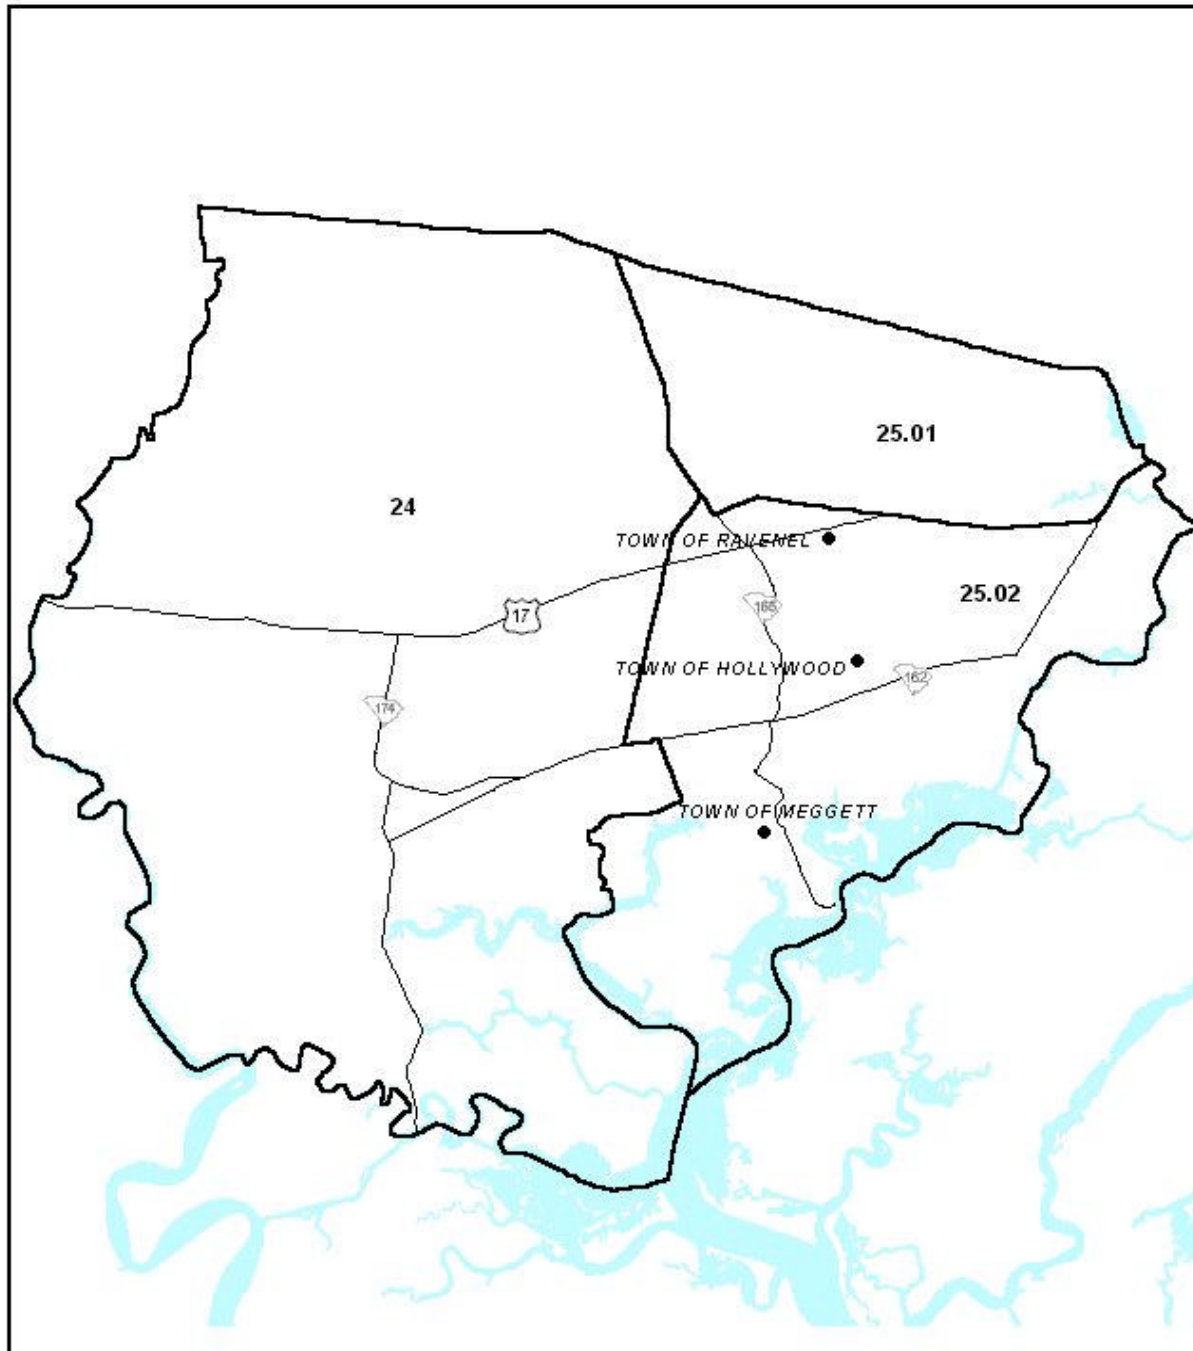 25.01
24
TOWN OF RAVENEL
25.02
165
17
TOWN OF HOLLYWOOD
162
174
TOWN OF MEGGETT